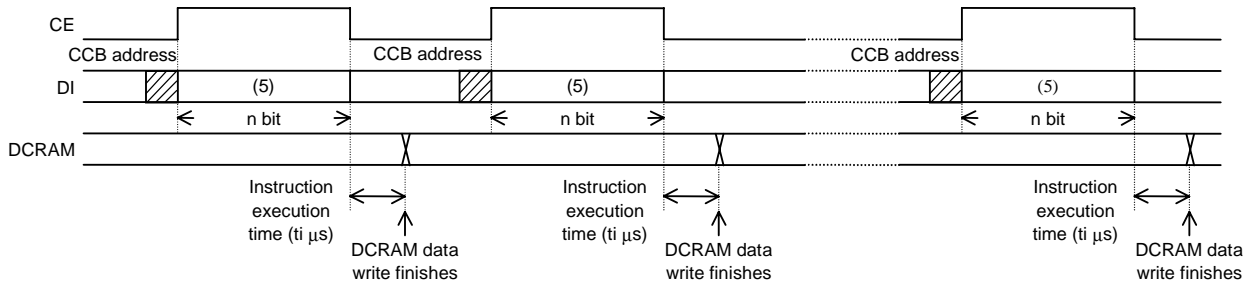 CE
CCB address CCB address CCB address
DI (5) (5) (5)
n bit n bit n bit
DCRAM
Instruction Instruction Instruction
execution execution execution
time (ti μs) time (ti μs) time (ti μs)
DCRAM data DCRAM data DCRAM data
write finishes write finishes write finishes